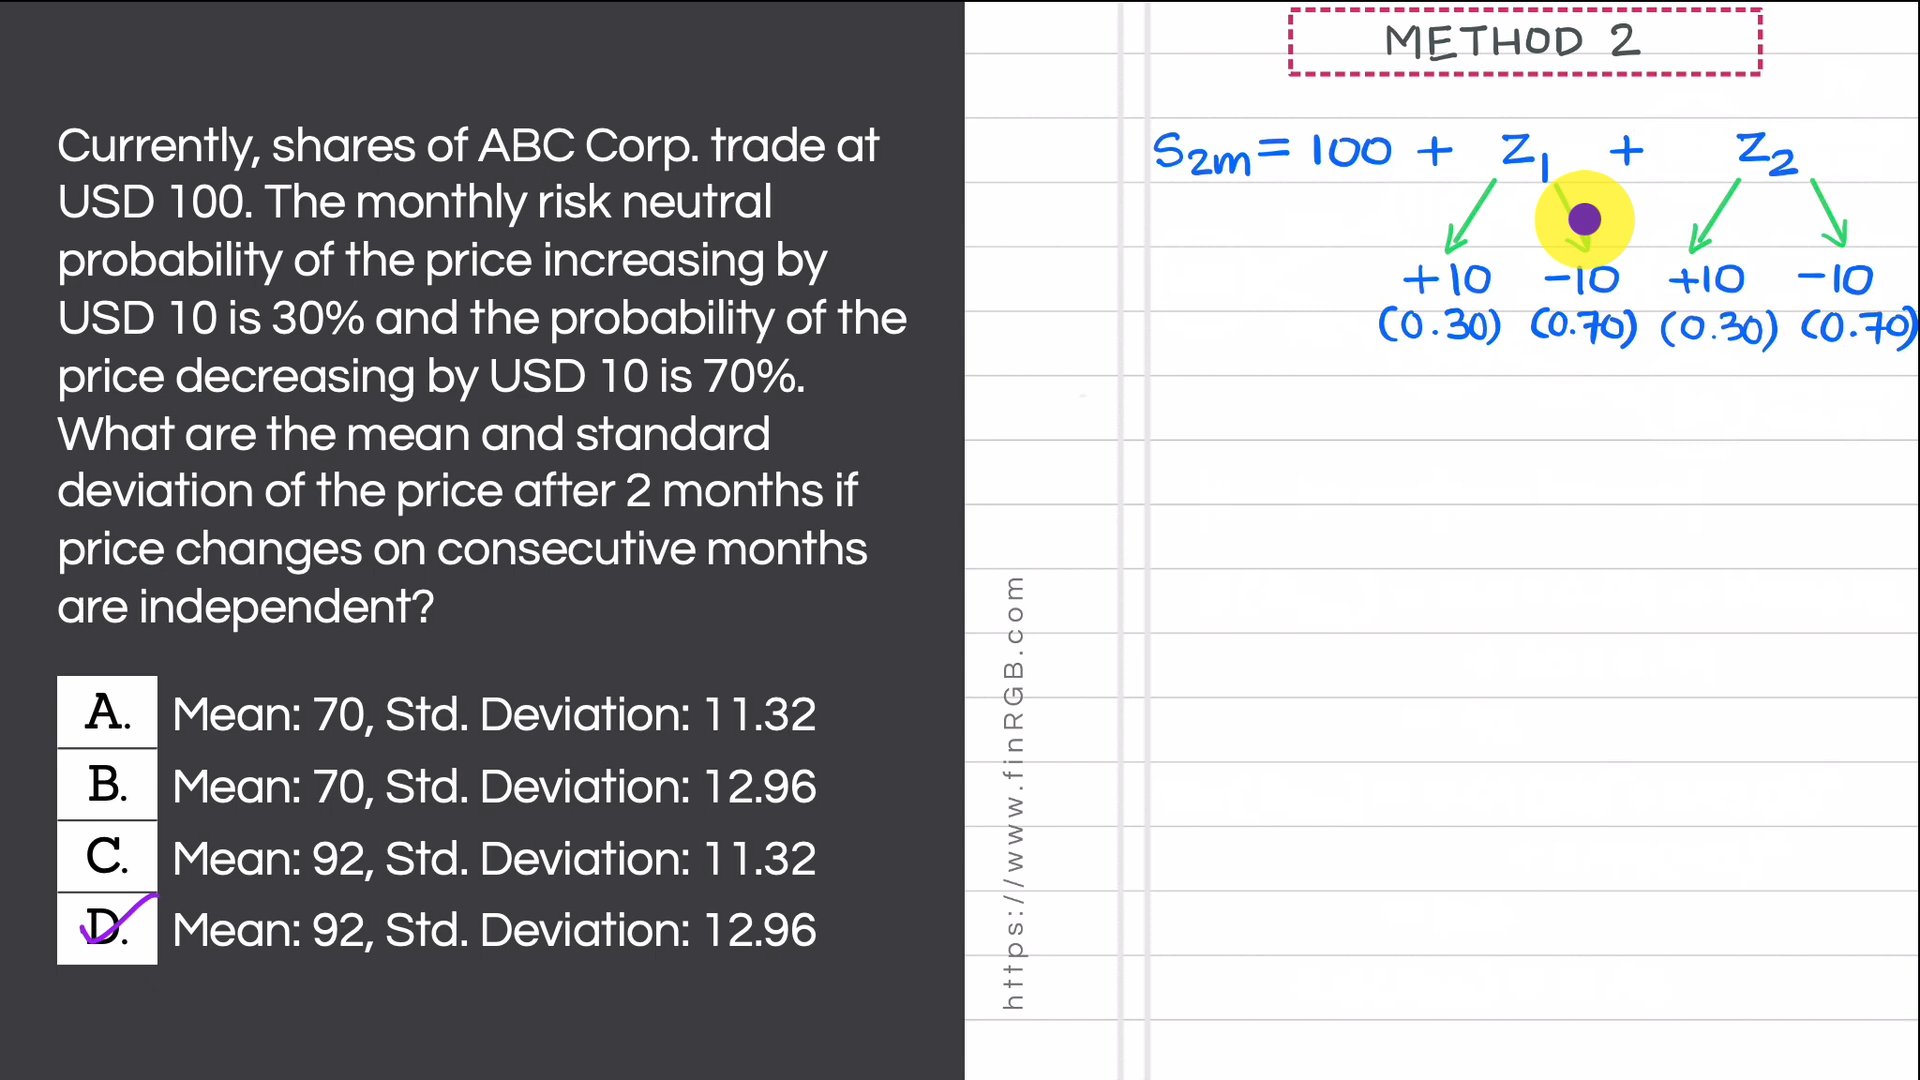 METHOD 2
Currently, shares of ABC Corp. trade at
USD 100. The monthly risk neutral
probability of the price increasing by
USD 10 is 30% and the probability of the
price decreasing by USD 10 is 70%.
What are the mean and standard
deviation of the price after 2 months if
price changes on consecutive months
are independent?
A. Mean: 70, Std. Deviation: 11.32
B. Mean: 70, Std. Deviation: 12.96
C. Mean: 92, Std. Deviation: 11.32
D. Mean: 92, Std. Deviation: 12.96
S2m = 100 + Z1 + Z2
+10 -10 +10 -10
(0.30) (0.70) (0.30) (0.70)
https://www.finRGB.com